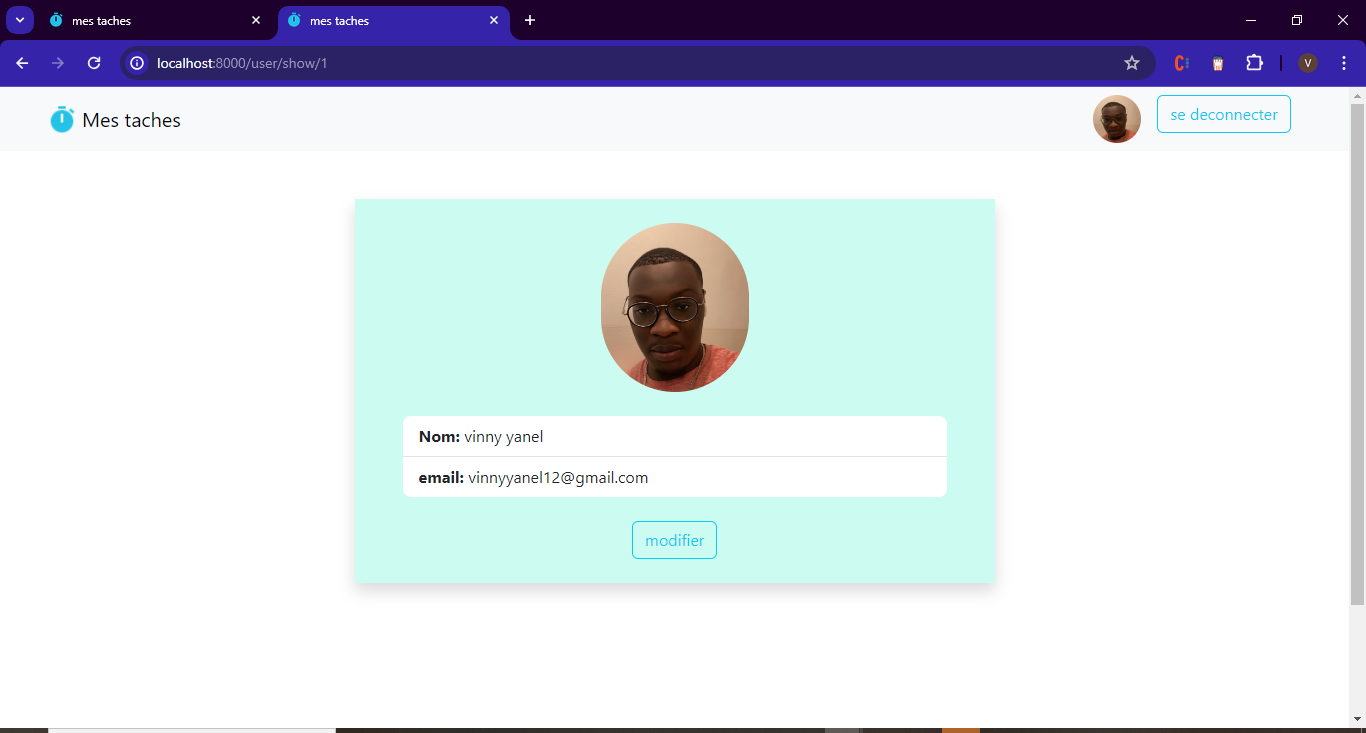 mes taches
mes taches
localhost:8000/user/show/1
V
Mes taches
se deconnecter
Nom: vinny yanel
email: vinnyyanel12@gmail.com
modifier